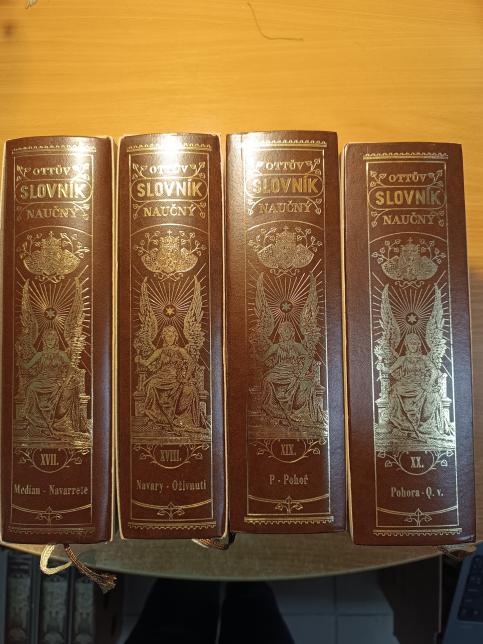 OTTŮV
SLOVNÍK
NAUČNÝ
XVII.
Median - Navarrete
OTTŮV
SLOVNÍK
NAUČNÝ
XVIII.
Navary - Oživnutí
OTTŮV
SLOVNÍK
NAUČNÝ
XIX.
P - Pohoř
OTTŮV
SLOVNÍK
NAUČNÝ
XX.
Pohora - Q. v.